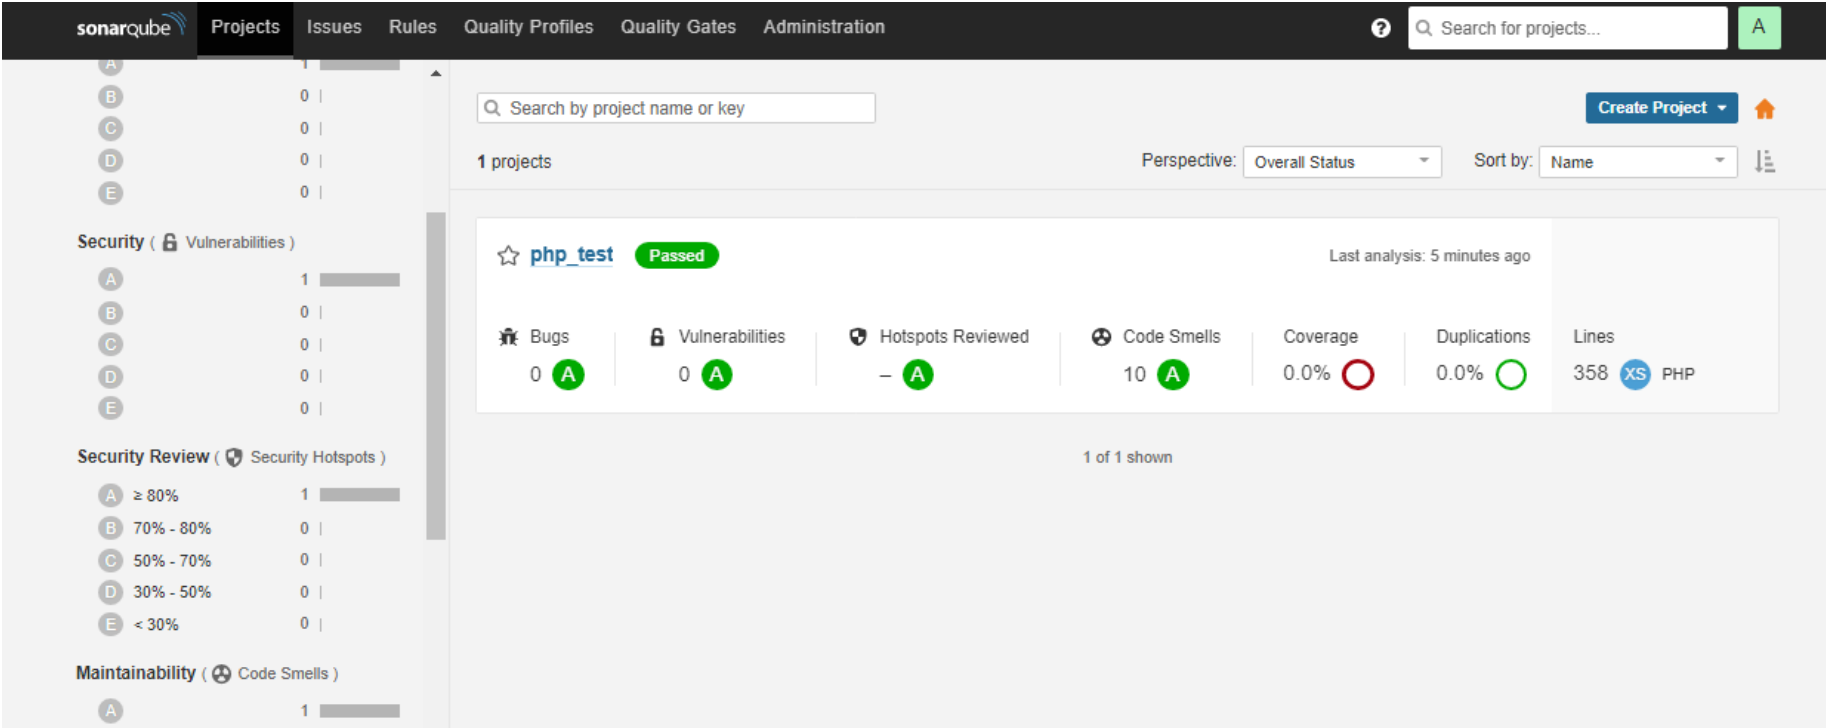 sonarqube Projects Issues Rules Quality Profiles Quality Gates Administration ? Search for projects... A
A 1
B 0
C 0
D 0
E 0
Security ( Vulnerabilities )
A 1
B 0
C 0
D 0
E 0
Security Review ( Security Hotspots )
A ≥ 80% 1
B 70% - 80% 0
C 50% - 70% 0
D 30% - 50% 0
E < 30% 0
Maintainability ( Code Smells )
A 1
Search by project name or key Create Project
1 projects Perspective: Overall Status Sort by: Name
php_test Passed Last analysis: 5 minutes ago
Bugs Vulnerabilities Hotspots Reviewed Code Smells Coverage Duplications Lines
0 A 0 A – A 10 A 0.0% 0.0% 358 XS PHP
1 of 1 shown